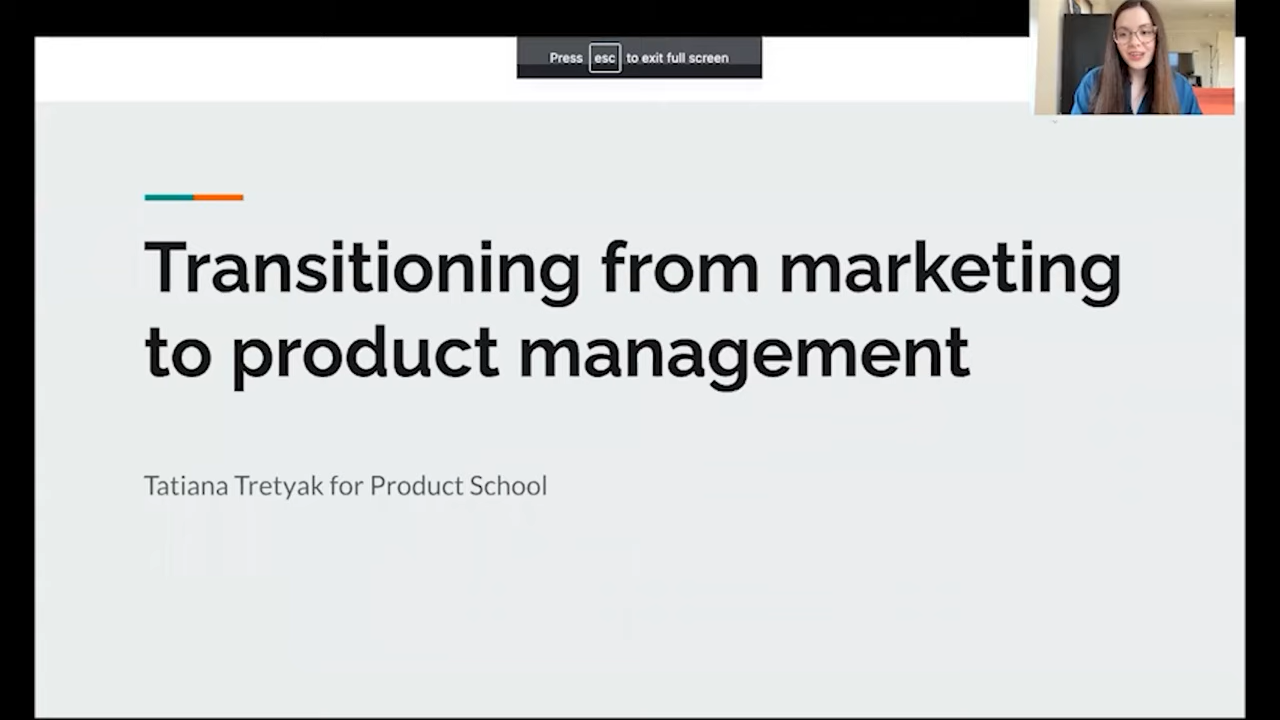 Press esc to exit full screen
Transitioning from marketing
to product management
Tatiana Tretyak for Product School